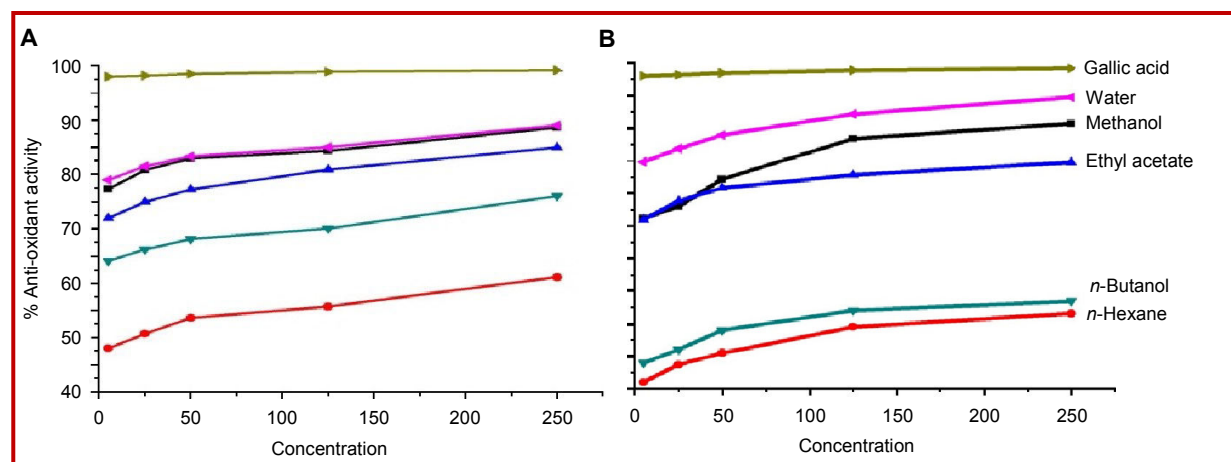 A
B
% Anti-oxidant activity
100
90
80
70
60
50
40
0 50 100 150 200 250
Concentration
0 50 100 150 200 250
Concentration
Gallic acid
Water
Methanol
Ethyl acetate
n-Butanol
n-Hexane